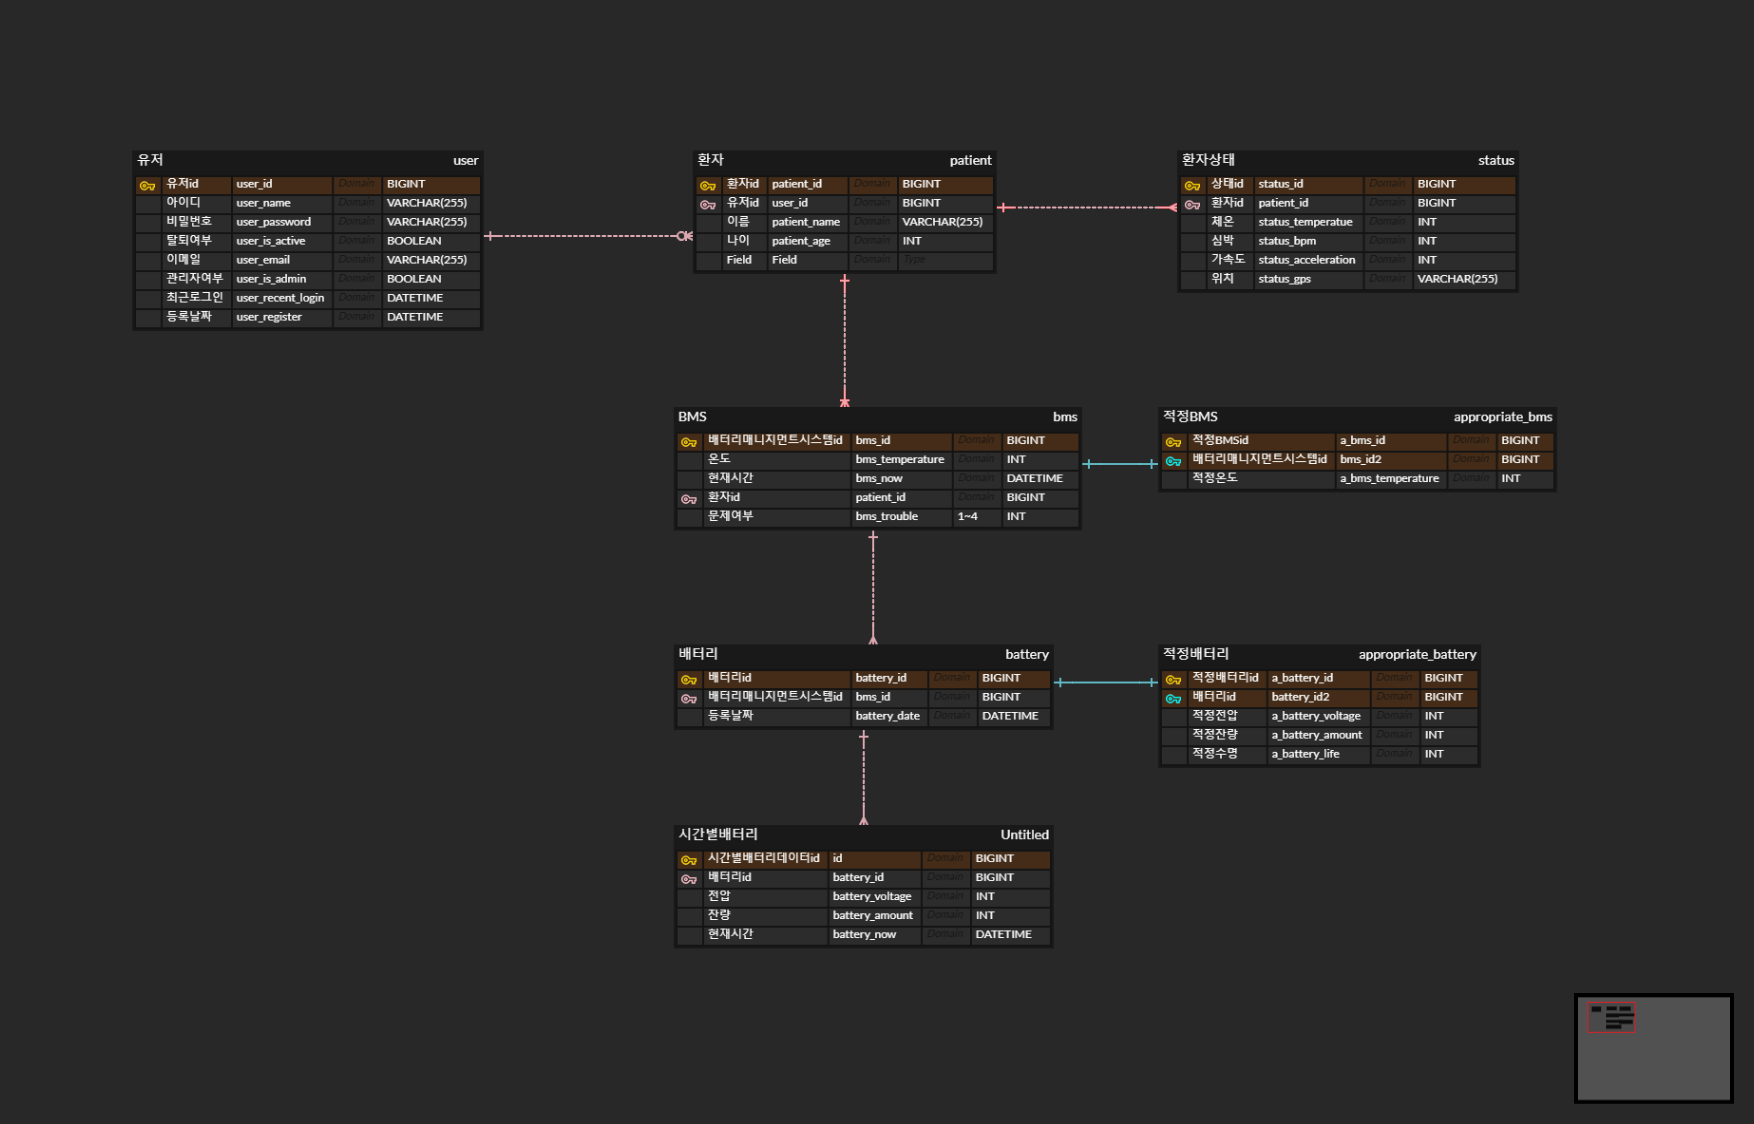 유저 user
유저id user_id Domain BIGINT
아이디 user_name Domain VARCHAR(255)
비밀번호 user_password Domain VARCHAR(255)
탈퇴여부 user_is_active Domain BOOLEAN
이메일 user_email Domain VARCHAR(255)
관리자여부 user_is_admin Domain BOOLEAN
최근로그인 user_recent_login Domain DATETIME
등록날짜 user_register Domain DATETIME
환자 patient
환자id patient_id Domain BIGINT
유저id user_id Domain BIGINT
이름 patient_name Domain VARCHAR(255)
나이 patient_age Domain INT
Field Field Domain Type
환자상태 status
상태id status_id Domain BIGINT
환자id patient_id Domain BIGINT
체온 status_temperatue Domain INT
심박 status_bpm Domain INT
가속도 status_acceleration Domain INT
위치 status_gps Domain VARCHAR(255)
BMS bms
배터리매니지먼트시스템id bms_id Domain BIGINT
온도 bms_temperature Domain INT
현재시간 bms_now Domain DATETIME
환자id patient_id Domain BIGINT
문제여부 bms_trouble 1~4 INT
적정BMS appropriate_bms
적정BMSid a_bms_id Domain BIGINT
배터리매니지먼트시스템id bms_id2 Domain BIGINT
적정온도 a_bms_temperature Domain INT
배터리 battery
배터리id battery_id Domain BIGINT
배터리매니지먼트시스템id bms_id Domain BIGINT
등록날짜 battery_date Domain DATETIME
적정배터리 appropriate_battery
적정배터리id a_battery_id Domain BIGINT
배터리id battery_id2 Domain BIGINT
적정전압 a_battery_voltage Domain INT
적정잔량 a_battery_amount Domain INT
적정수명 a_battery_life Domain INT
시간별배터리 Untitled
시간별배터리데이터id id Domain BIGINT
배터리id battery_id Domain BIGINT
전압 battery_voltage Domain INT
잔량 battery_amount Domain INT
현재시간 battery_now Domain DATETIME